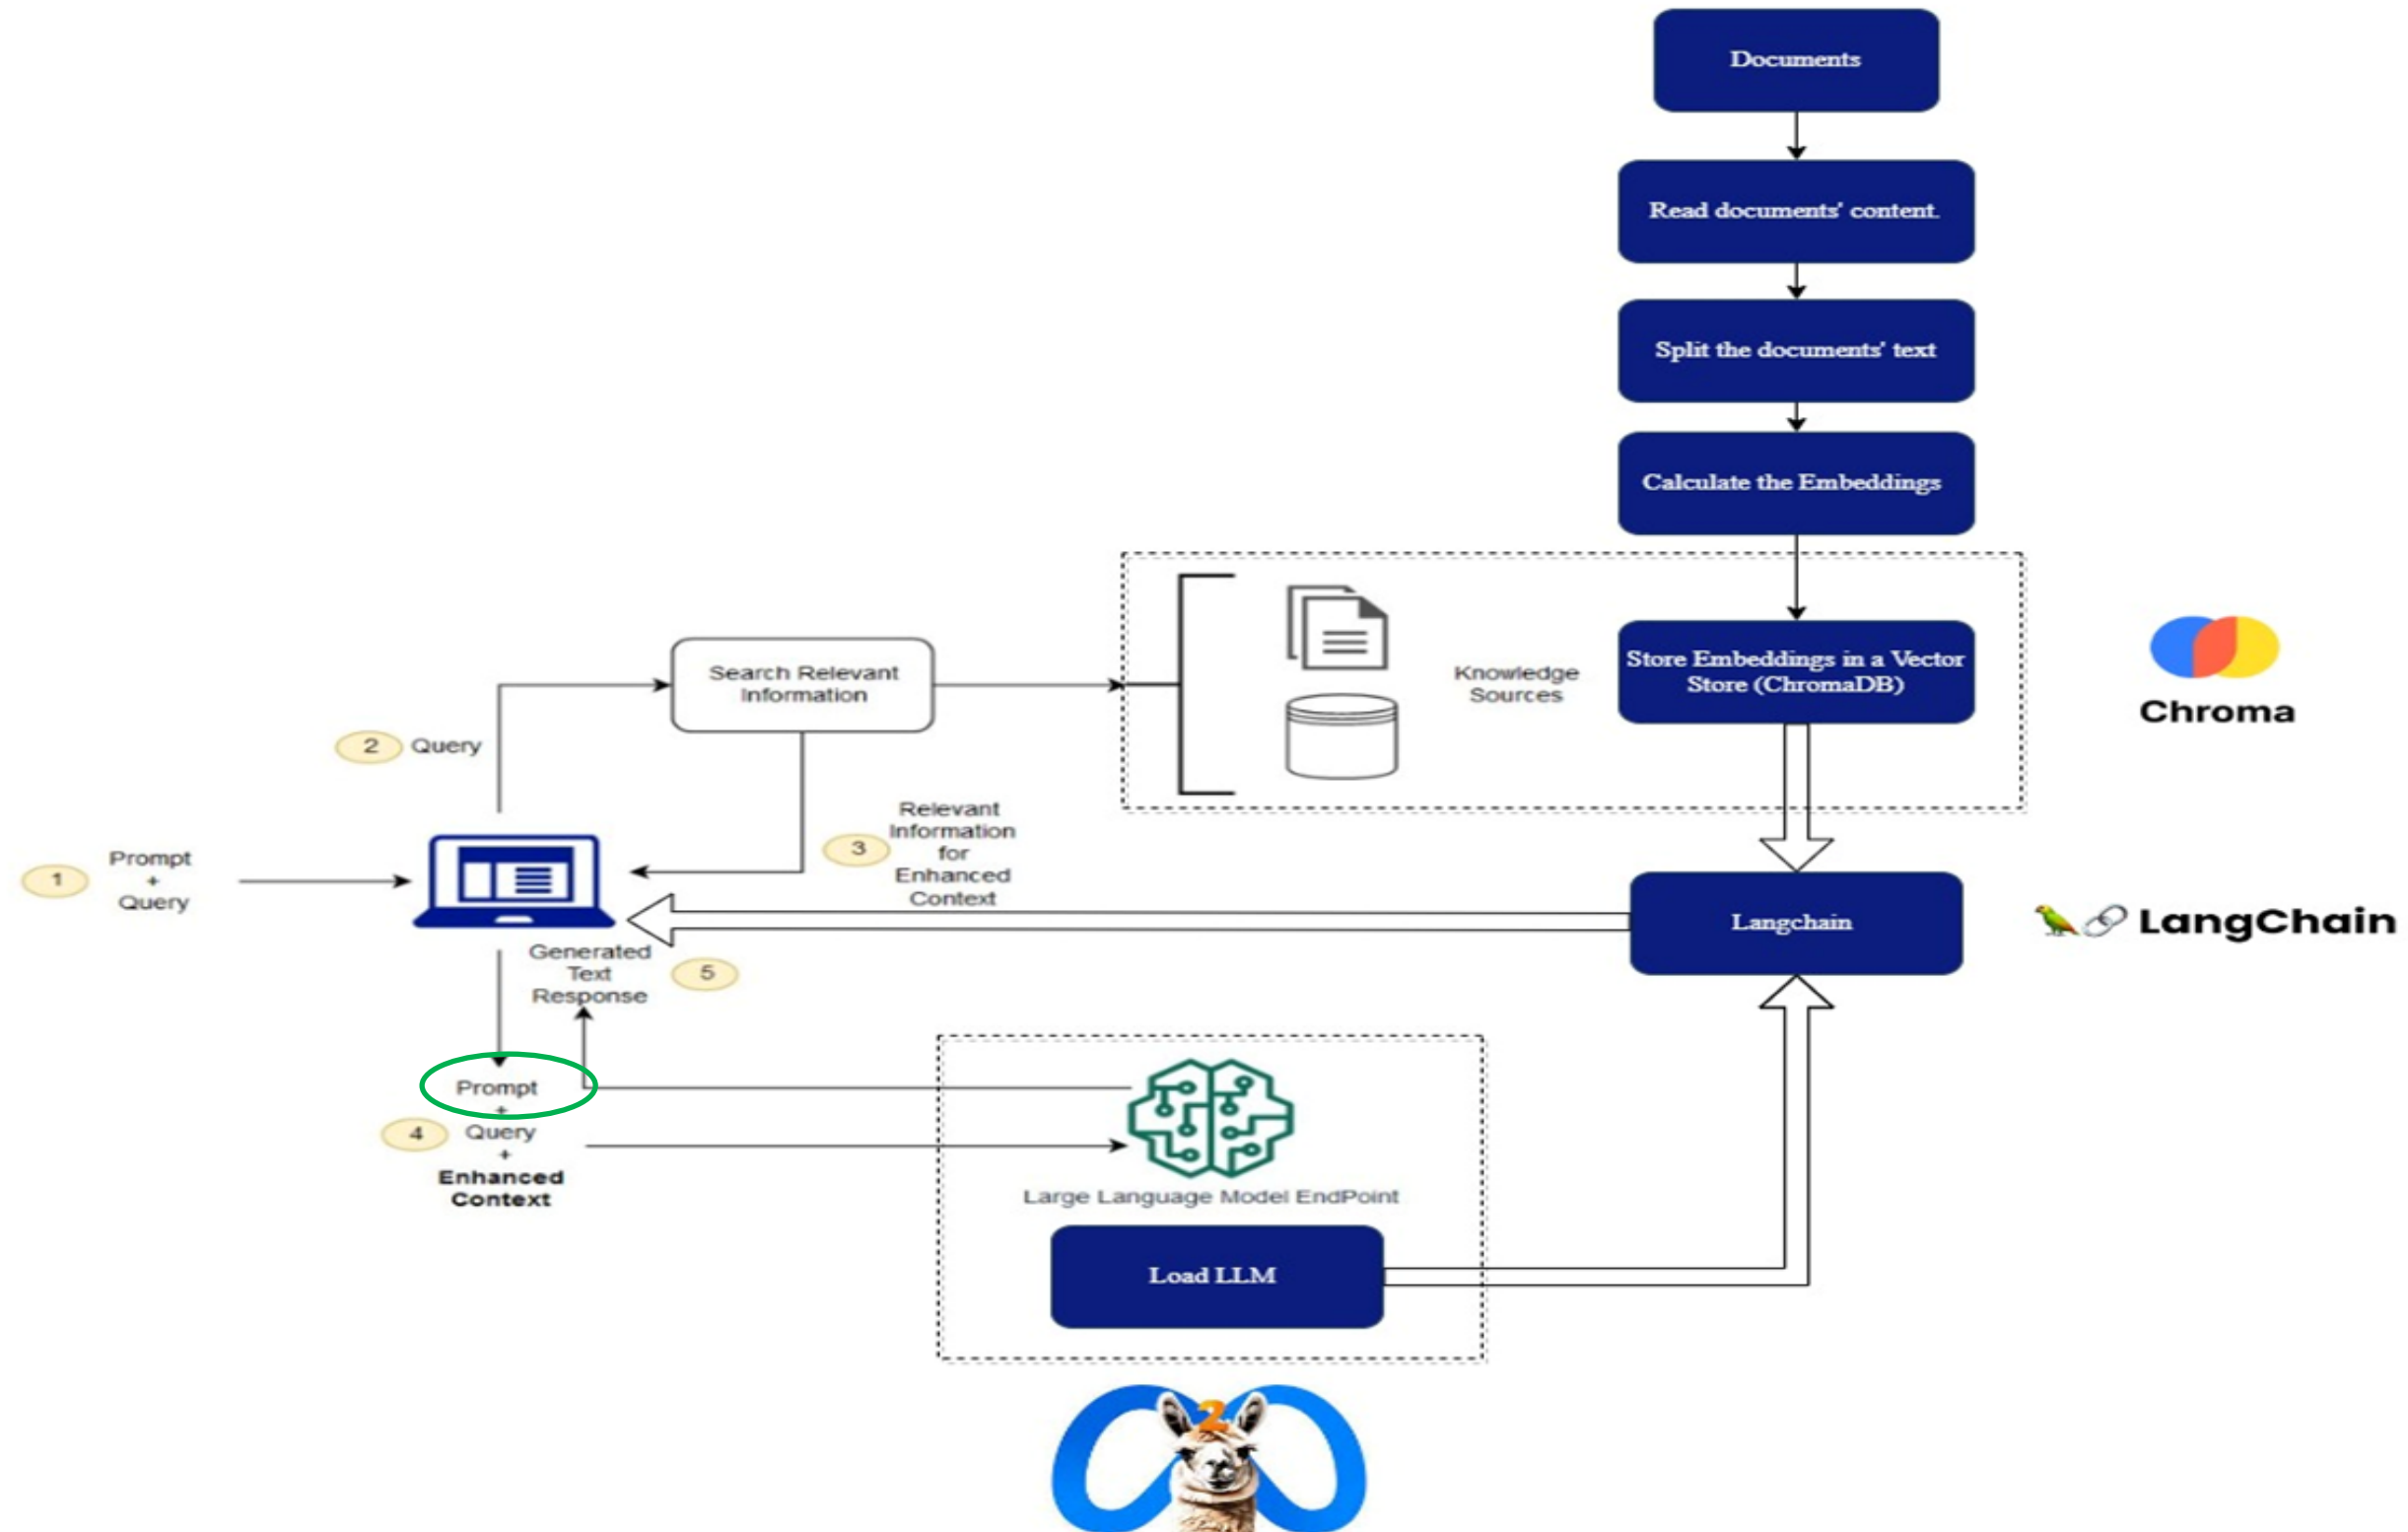 Documents
Read documents' content.
Split the documents' text
Calculate the Embeddings
Store Embeddings in a Vector
Store (ChromaDB)
Knowledge
Sources
Chroma
Search Relevant
Information
2
Query
Relevant
Information
for
Enhanced
Context
3
1
Prompt
+
Query
Langchain
LangChain
Generated
Text
Response
5
Prompt
+
Query
+
Enhanced
Context
4
Large Language Model EndPoint
Load LLM
2